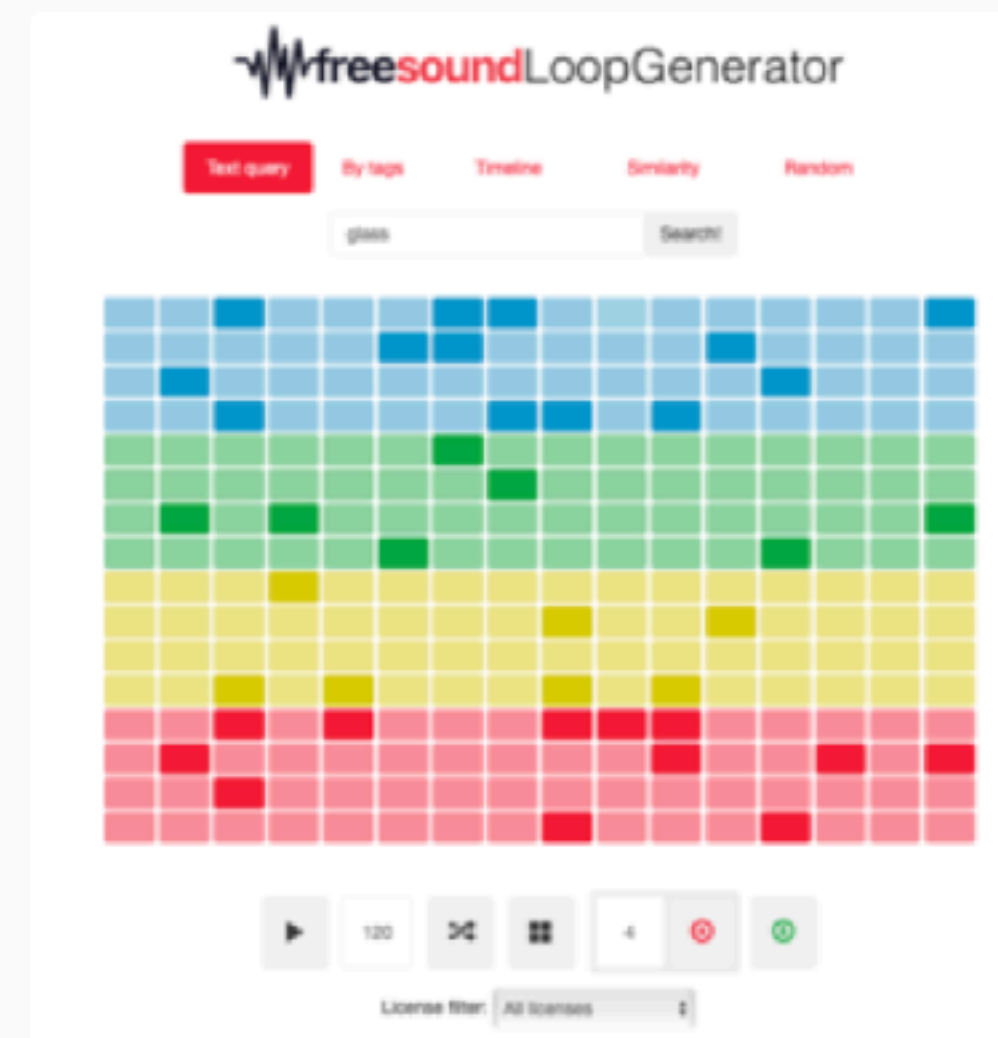 freesoundLoopGenerator
Text query By tags Timeline Similarity Random
glass Search!
120 4
License filter: All licenses